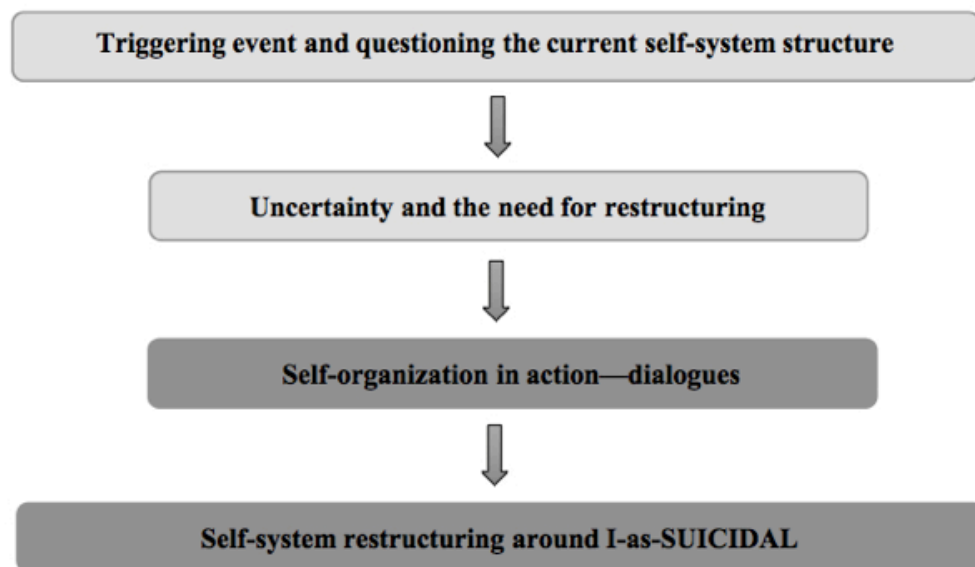 Triggering event and questioning the current self-system structure
Uncertainty and the need for restructuring
Self-organization in action—dialogues
Self-system restructuring around I-as-SUICIDAL